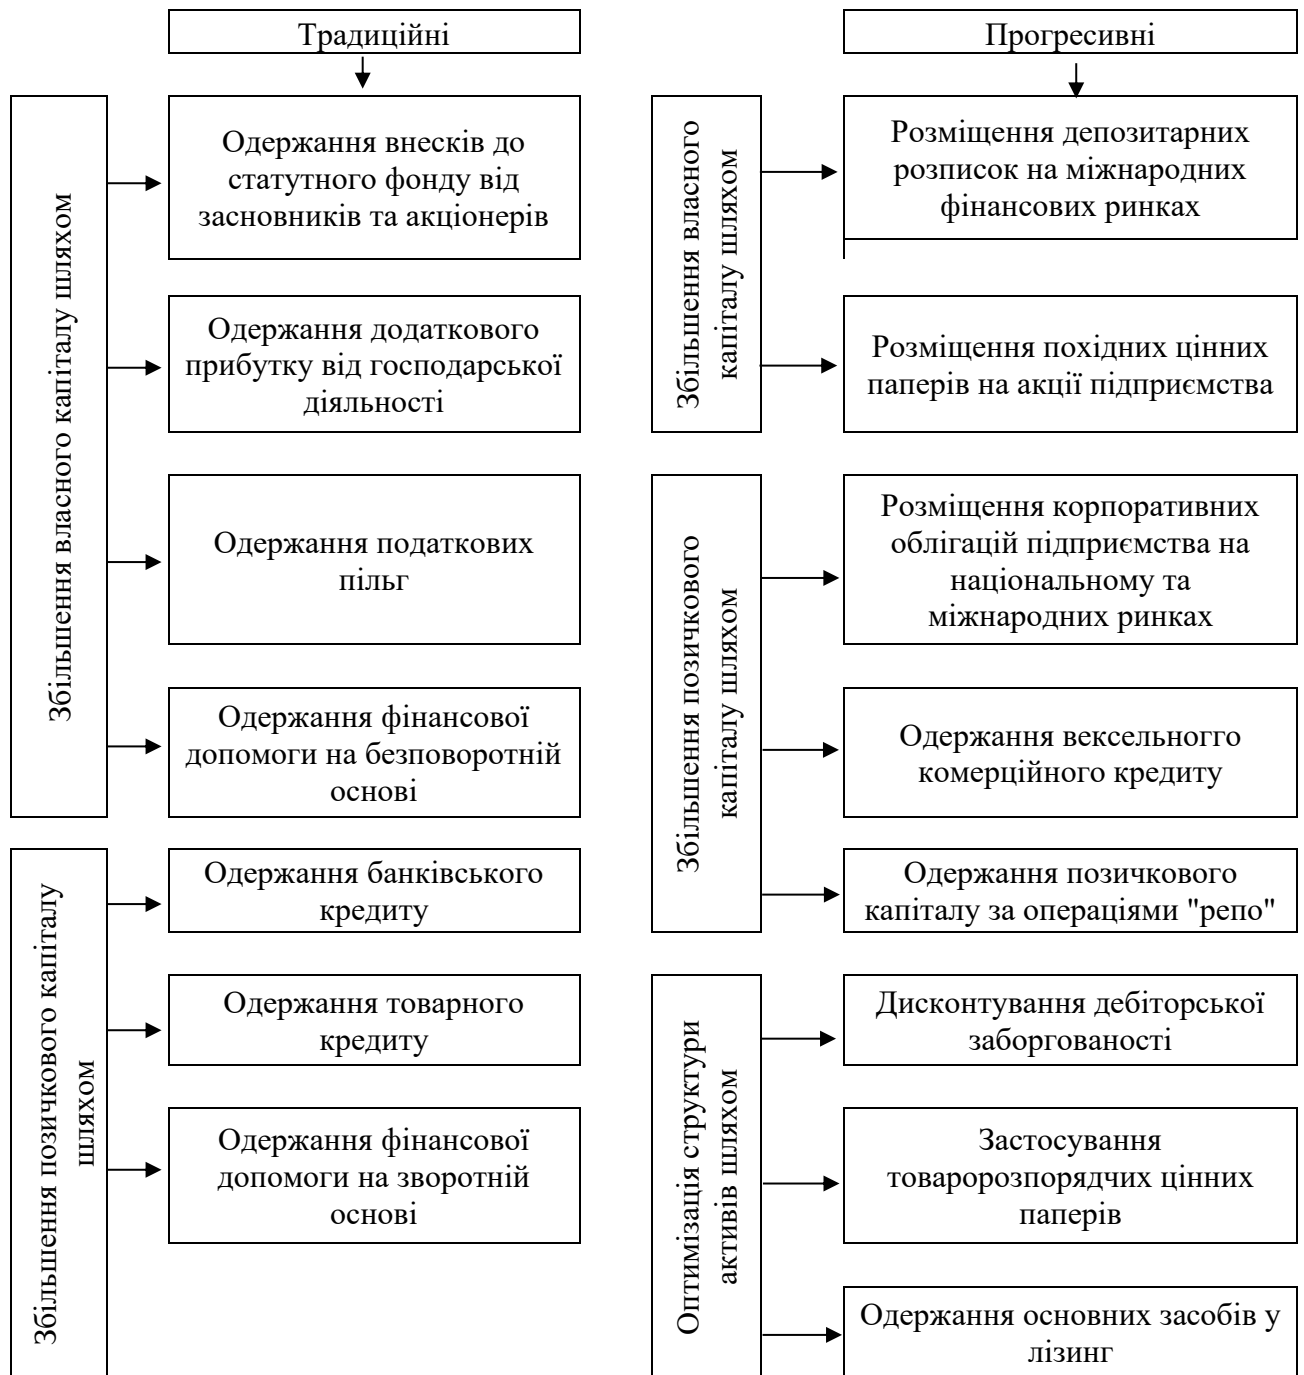 Традиційні
Збільшення власного капіталу шляхом
Одержання внесків до
статутного фонду від
засновників та акціонерів
Одержання додаткового
прибутку від господарської
діяльності
Одержання податкових
пільг
Одержання фінансової
допомоги на безповоротній
основі
Збільшення позичкового капіталу
шляхом
Одержання банківського
кредиту
Одержання товарного
кредиту
Одержання фінансової
допомоги на зворотній
основі
Прогресивні
Збільшення власного
капіталу шляхом
Розміщення депозитарних
розписок на міжнародних
фінансових ринках
Розміщення похідних цінних
паперів на акції підприємства
Збільшення позичкового
капіталу шляхом
Розміщення корпоративних
облігацій підприємства на
національному та
міжнародних ринках
Одержання вексельногго
комерційного кредиту
Одержання позичкового
капіталу за операціями "репо"
Оптимізація структури
активів шляхом
Дисконтування дебіторської
заборгованості
Застосування
товаророзпорядчих цінних
паперів
Одержання основних засобів у
лізинг